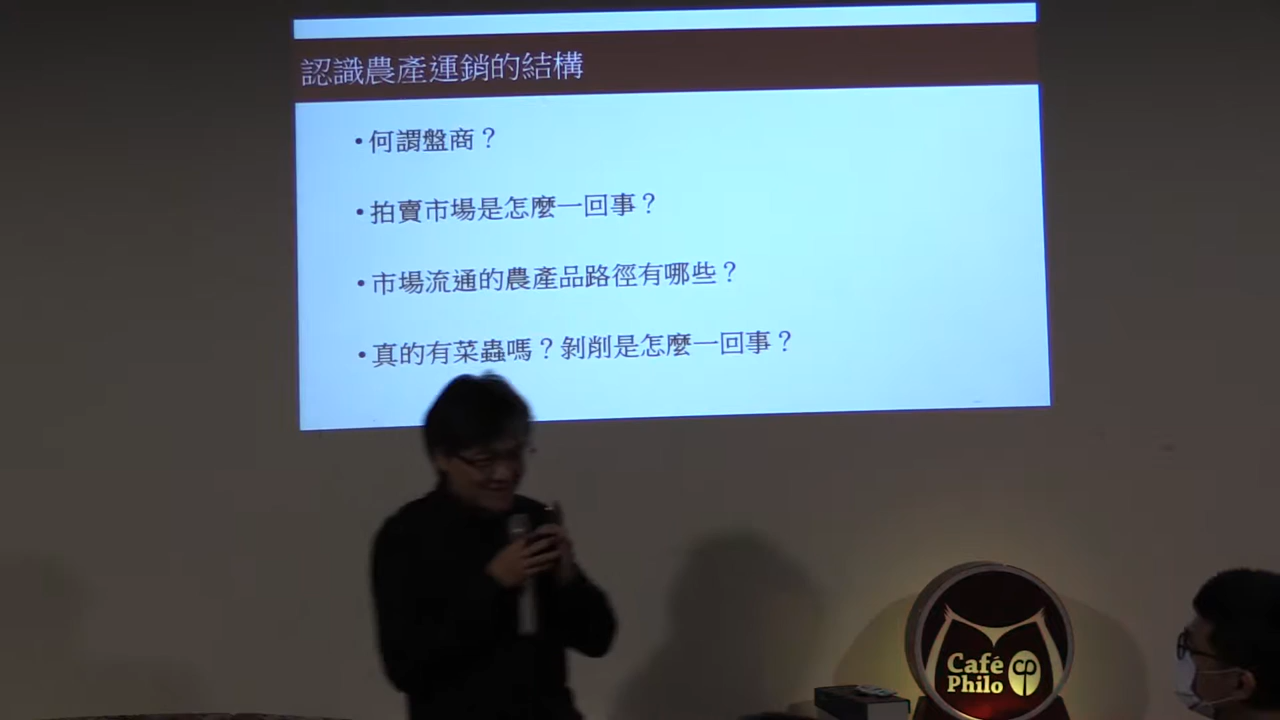 認識農產運銷的結構
•何謂盤商？
•拍賣市場是怎麼一回事？
•市場流通的農產品路徑有哪些？
•真的有菜蟲嗎？剝削是怎麼一回事？
Café
Philo